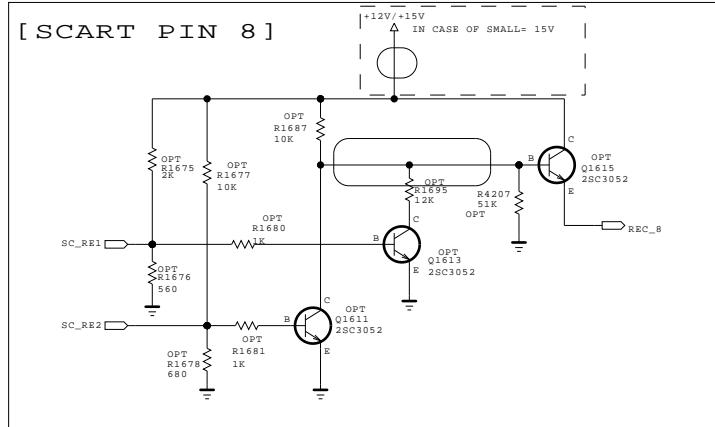 [SCART PIN 8]
+12V/+15V
IN CASE OF SMALL= 15V
OPT
R1687
10K
OPT
R1675
2K
OPT
R1677
10K
C
B
E
OPT
Q1615
2SC3052
OPT
R1695
12K
R4207
51K
OPT
REC_8
OPT
R1680
1K
SC_RE1
C
B
E
OPT
Q1613
2SC3052
OPT
R1676
560
C
B
E
OPT
Q1611
2SC3052
SC_RE2
OPT
R1681
1K
OPT
R1678
680